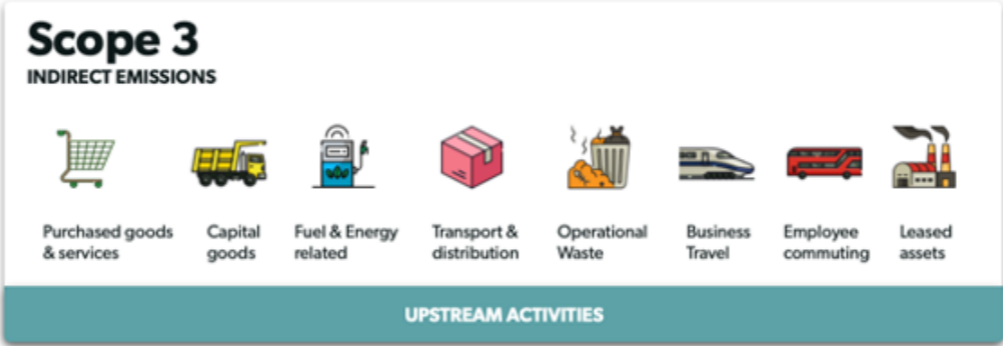 Scope 3
INDIRECT EMISSIONS
Purchased goods
& services
Capital
goods
Fuel & Energy
related
Transport &
distribution
Operational
Waste
Business
Travel
Employee
commuting
Leased
assets
UPSTREAM ACTIVITIES